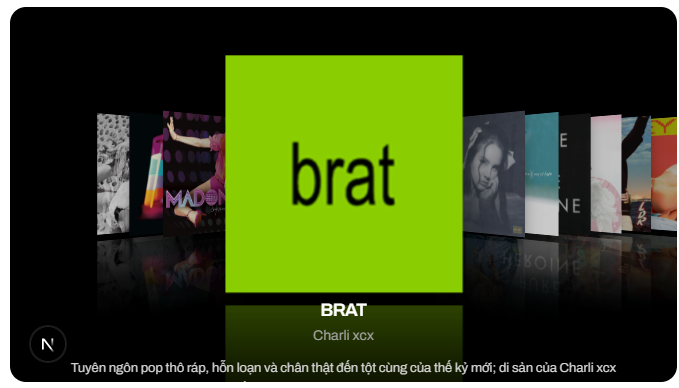 brat
MADON
HEROINE
BRAT
Charli xcx
N
Tuyên ngôn pop thô ráp, hỗn loạn và chân thật đến tột cùng của thế kỷ mới; di sản của Charli xcx